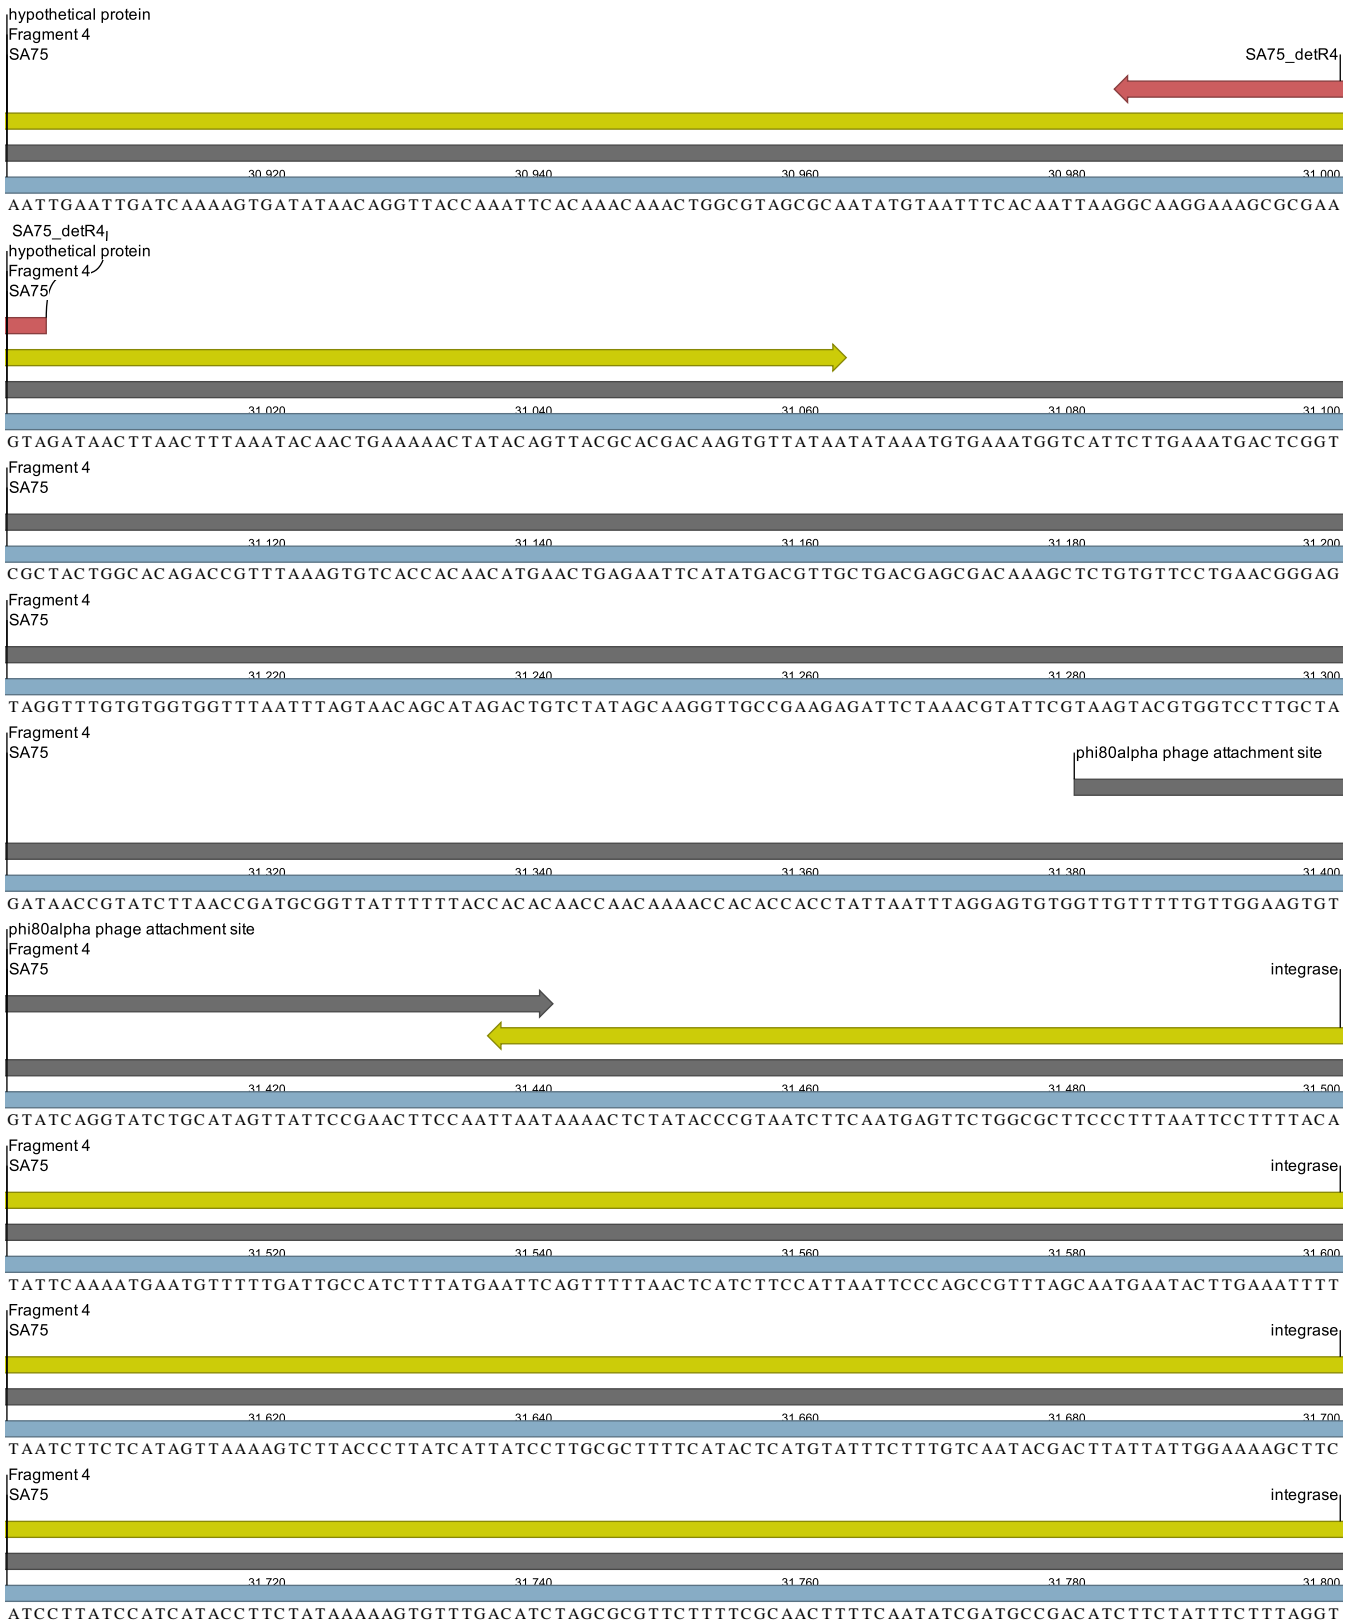 hypothetical protein
Fragment 4
SA75
SA75_detR4
30.920 30.940 30.960 30.980 31.000
AATTGAATTGATCAAAAGTGATATAACAGGTTACCAAATTCACAAACAAACTGGCGTAGCGCAATATGTAATTTCACAATTAAGGCAAGGAAAGCGCGAA
SA75_detR4
hypothetical protein
Fragment 4
SA75
31.020 31.040 31.060 31.080 31.100
GTAGATAACTTAACTTTAAATACAACTGAAAAACTATACAGTTACGCACGACAAGTGTTATAATATAAATGTGAAATGGTCATTCTTGAAATGACTCGGT
Fragment 4
SA75
31.120 31.140 31.160 31.180 31.200
CGCTACTGGCACAGACCGTTTAAAGTGTCACCACAACATGAACTGAGAATTCATATGACGTTGCTGACGAGCGACAAAGCTCTGTGTTCCTGAACGGGAG
Fragment 4
SA75
31.220 31.240 31.260 31.280 31.300
TAGGTTTGTGTGGTGGTTTAATTTAGTAACAGCATAGACTGTCTATAGCAAGGTTGCCGAAGAGATTCTAAACGTATTCGTAAGTACGTGGTCCTTGCTA
Fragment 4
SA75
phi80alpha phage attachment site
31.320 31.340 31.360 31.380 31.400
GATAACCGTATCTTAACCGATGCGGTTATTTTTTACCACACAACCAACAAAACCACACCACCTATTAATTTAGGAGTGTGGTTGTTTTTGTTGGAAGTGT
phi80alpha phage attachment site
Fragment 4
SA75
integrase
31.420 31.440 31.460 31.480 31.500
GTATCAGGTATCTGCATAGTTATTCCGAACTTCCAATTAATAAAACTCTATACCCGTAATCTTCAATGAGTTCTGGCGCTTCCCTTTAATTCCTTTTACA
Fragment 4
SA75
integrase
31.520 31.540 31.560 31.580 31.600
TATTCAAAATGAATGTTTTTGATTGCCATCTTTATGAATTCAGTTTTTAACTCATCTTCCATTAATTCCCAGCCGTTTAGCAATGAATACTTGAAATTTT
Fragment 4
SA75
integrase
31.620 31.640 31.660 31.680 31.700
TAATCTTCTCATAGTTAAAAGTCTTACCCTTATCATTATCCTTGCGCTTTTCATACTCATGTATTTCTTTGTCAATACGACTTATTATTGGAAAAGCTTC
Fragment 4
SA75
integrase
31.720 31.740 31.760 31.780 31.800
ATCCTTATCCATCATACCTTCTATAAAAAGTGTTTGACATCTAGCGCGTTCTTTTCGCAACTTTTCAATATCGATGCCGACATCTTCTATTTCTTTAGGT